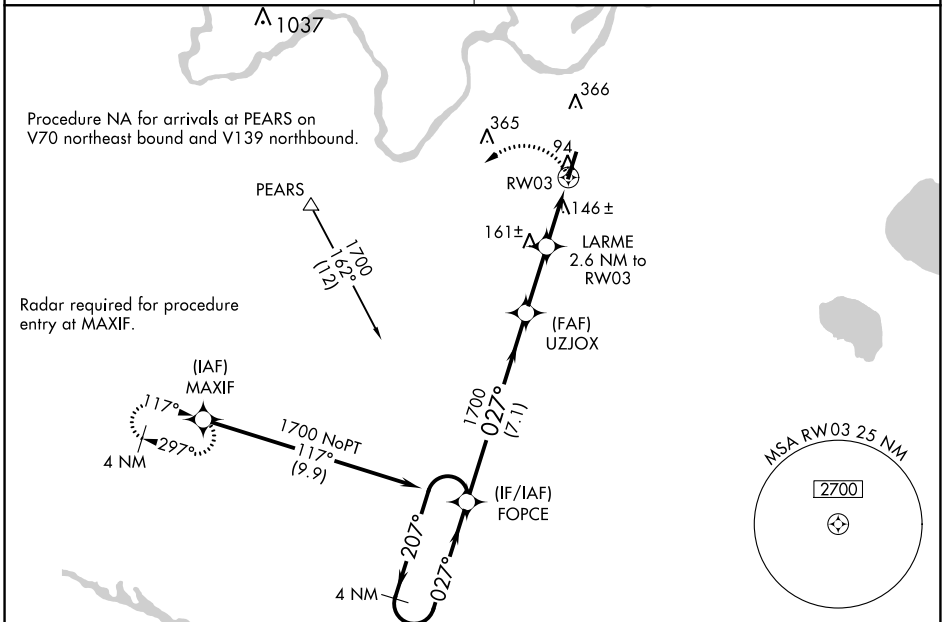 1037
366
Procedure NA for arrivals at PEARS on
V70 northeast bound and V139 northbound.
365
94
RW03
PEARS
146±
161±
LARME
2.6 NM to
RW03
1700
162°
(12)
Radar required for procedure
entry at MAXIF.
(FAF)
UZJOX
(IAF)
MAXIF
1700
027°
(7.1)
117°
297°
4 NM
1700 NoPT
117°
(9.9)
MSA RW03 25 NM
2700
(IF/IAF)
FOPCE
207°
027°
4 NM